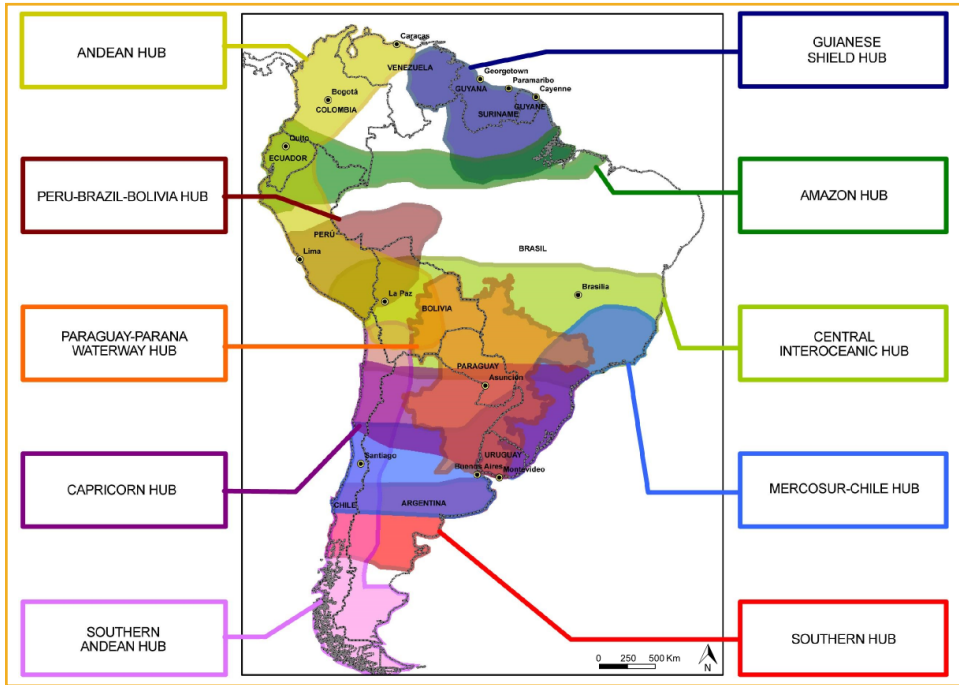 ANDEAN HUB
PERU-BRAZIL-BOLIVIA HUB
PARAGUAY-PARANA
WATERWAY HUB
CAPRICORN HUB
SOUTHERN
ANDEAN HUB
Caracas
VENEZUELA
Georgetown
Paramaribo
GUYANA
Cayenne
Bogotá
COLOMBIA
SURINAME
GUYANE
Quito
ECUADOR
PERÚ
Lima
BRASIL
La Paz
Brasilia
BOLIVIA
PARAGUAY
Asunción
Santiago
URUGUAY
Buenos Aires
Montevideo
CHILE
ARGENTINA
0 250 500 Km
N
GUIANESE
SHIELD HUB
AMAZON HUB
CENTRAL
INTEROCEANIC HUB
MERCOSUR-CHILE HUB
SOUTHERN HUB